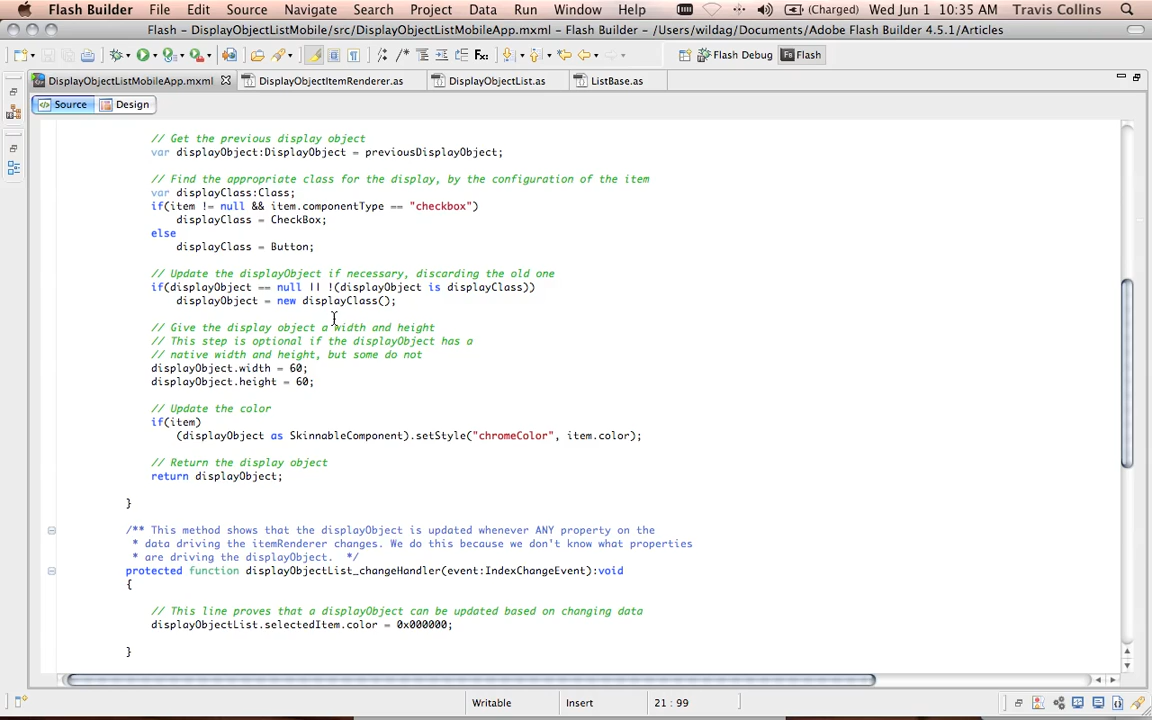 Flash Builder File Edit Source Navigate Search Project Data Run Window Help (Charged) Wed Jun 1 10:35 AM Travis Collins
Flash – DisplayObjectListMobile/src/DisplayObjectListMobileApp.mxml – Flash Builder – /Users/wildag/Documents/Adobe Flash Builder 4.5.1/Articles
Fx: Flash Debug Flash
DisplayObjectListMobileApp.mxml DisplayObjectItemRenderer.as DisplayObjectList.as ListBase.as
Source Design
// Get the previous display object
var displayObject:DisplayObject = previousDisplayObject;
// Find the appropriate class for the display, by the configuration of the item
var displayClass:Class;
if(item != null && item.componentType == "checkbox")
displayClass = CheckBox;
else
displayClass = Button;
// Update the displayObject if necessary, discarding the old one
if(displayObject == null || !(displayObject is displayClass))
displayObject = new displayClass();
// Give the display object a width and height
// This step is optional if the displayObject has a
// native width and height, but some do not
displayObject.width = 60;
displayObject.height = 60;
// Update the color
if(item)
(displayObject as SkinnableComponent).setStyle("chromeColor", item.color);
// Return the display object
return displayObject;
}
/** This method shows that the displayObject is updated whenever ANY property on the
* data driving the itemRenderer changes. We do this because we don't know what properties
* are driving the displayObject. */
protected function displayObjectList_changeHandler(event:IndexChangeEvent):void
{
// This line proves that a displayObject can be updated based on changing data
displayObjectList.selectedItem.color = 0x000000;
}
Writable Insert 21 : 99